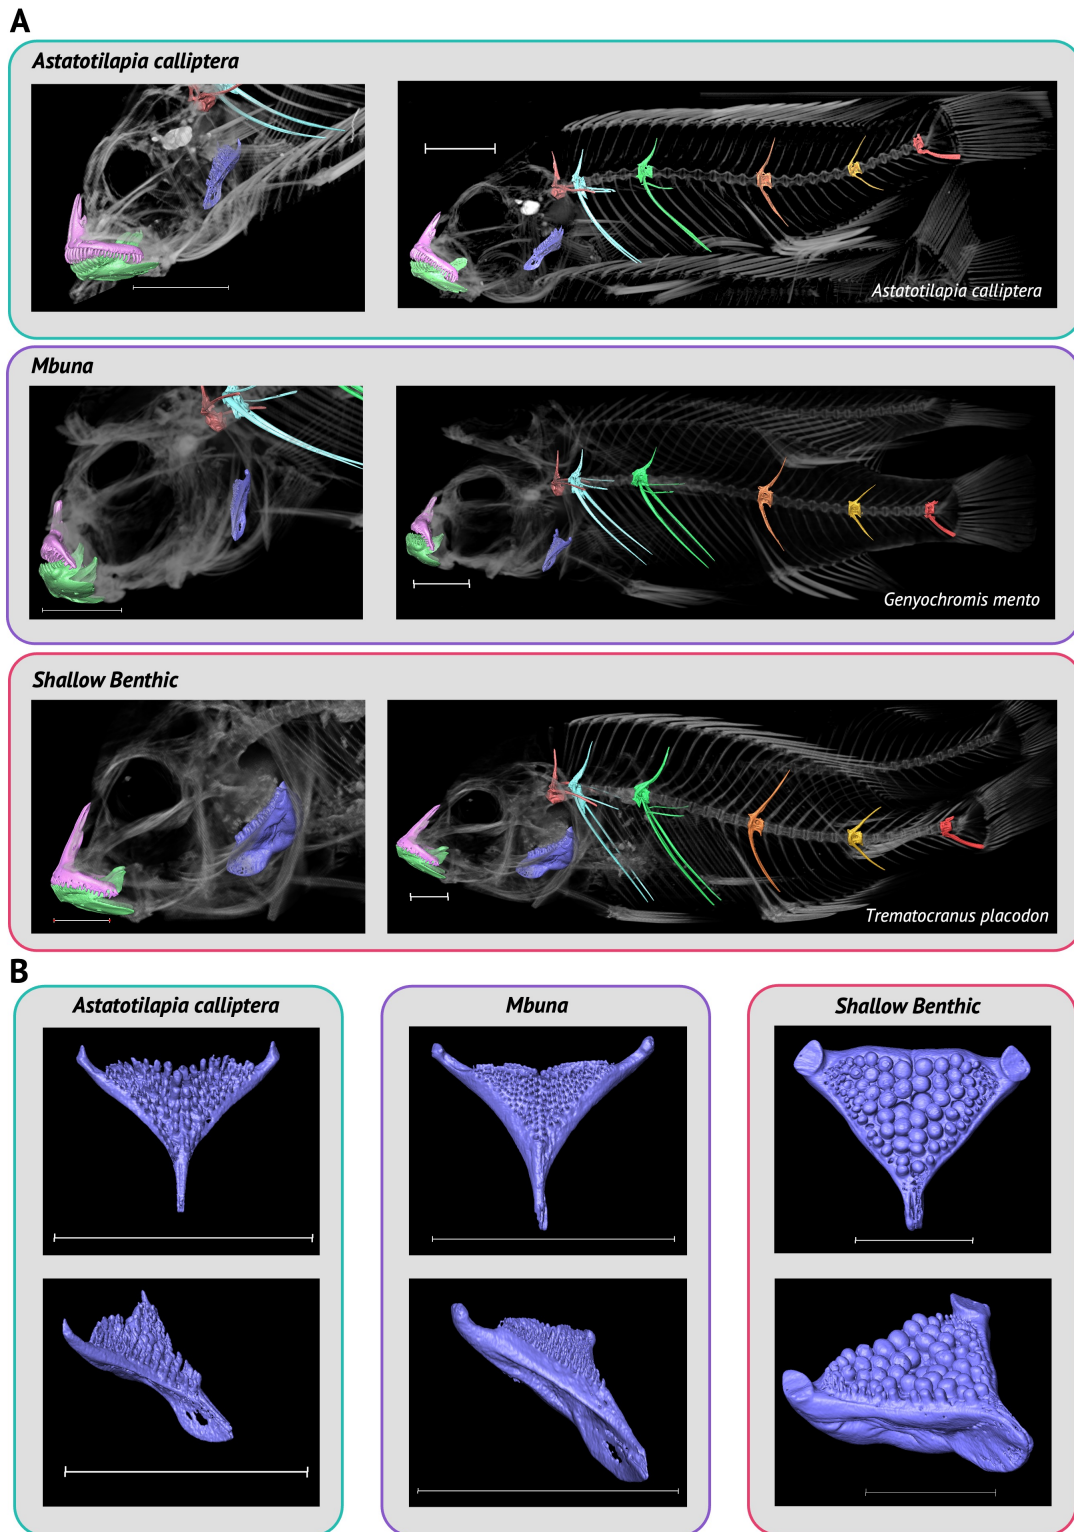 A
Astatotilapia calliptera
Astatotilapia calliptera
Mbuna
Genyochromis mento
Shallow Benthic
Trematocranus placodon
B
Astatotilapia calliptera
Mbuna
Shallow Benthic